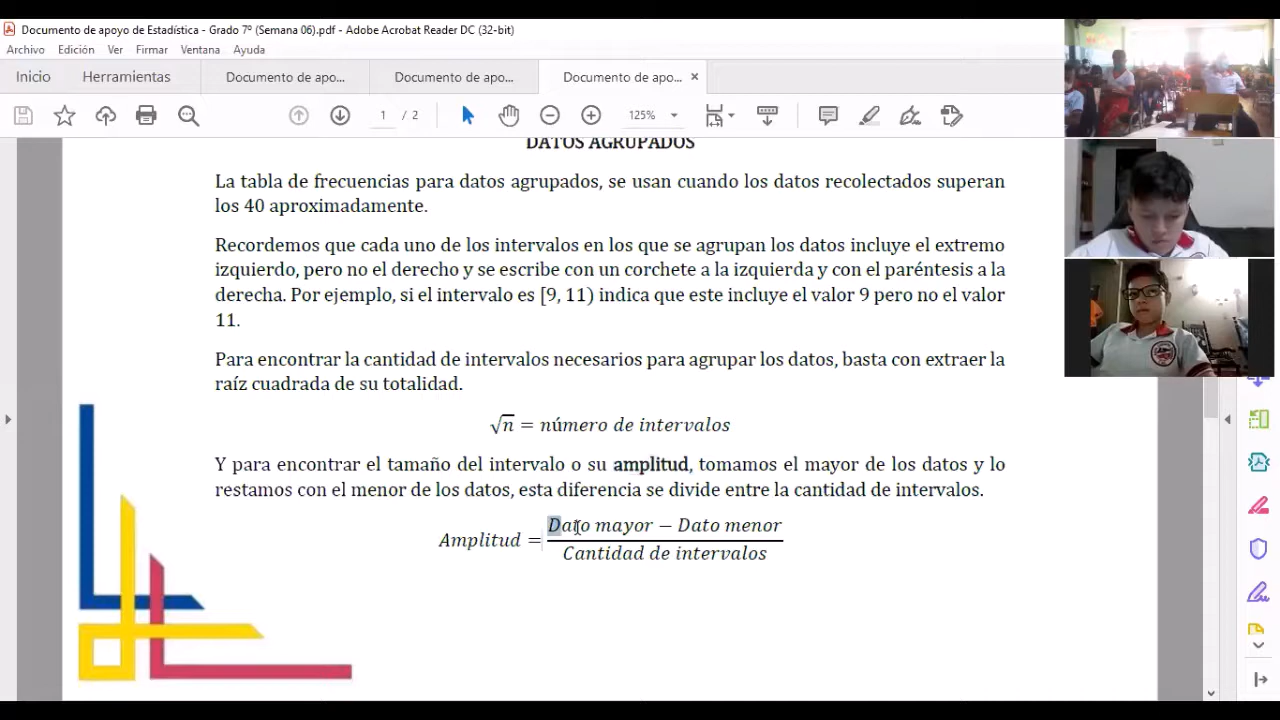 Documento de apoyo de Estadística - Grado 7º (Semana 06).pdf - Adobe Acrobat Reader DC (32-bit)
Archivo Edición Ver Firmar Ventana Ayuda
Inicio Herramientas Documento de apo... Documento de apo... Documento de apo... ×
1 / 2 125%
DATOS AGRUPADOS
La tabla de frecuencias para datos agrupados, se usan cuando los datos recolectados superan
los 40 aproximadamente.
Recordemos que cada uno de los intervalos en los que se agrupan los datos incluye el extremo
izquierdo, pero no el derecho y se escribe con un corchete a la izquierda y con el paréntesis a la
derecha. Por ejemplo, si el intervalo es [9, 11) indica que este incluye el valor 9 pero no el valor
11.
Para encontrar la cantidad de intervalos necesarios para agrupar los datos, basta con extraer la
raíz cuadrada de su totalidad.
√n = número de intervalos
Y para encontrar el tamaño del intervalo o su amplitud, tomamos el mayor de los datos y lo
restamos con el menor de los datos, esta diferencia se divide entre la cantidad de intervalos.
Dato mayor − Dato menor
Amplitud =
Cantidad de intervalos